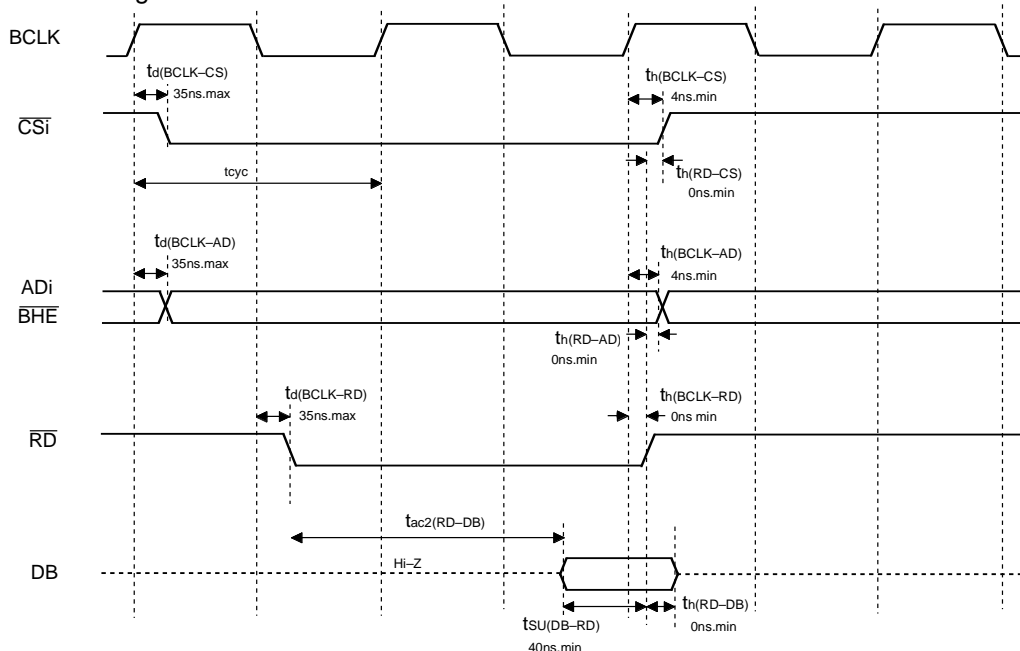 BCLK
td(BCLK–CS)
35ns.max
th(BCLK–CS)
4ns.min
CSi
tcyc
th(RD–CS)
0ns.min
td(BCLK–AD)
35ns.max
th(BCLK–AD)
4ns.min
ADi
BHE
th(RD–AD)
0ns.min
td(BCLK–RD)
35ns.max
th(BCLK–RD)
0ns min
RD
tac2(RD–DB)
Hi–Z
DB
tSU(DB–RD)
40ns.min
th(RD–DB)
0ns.min